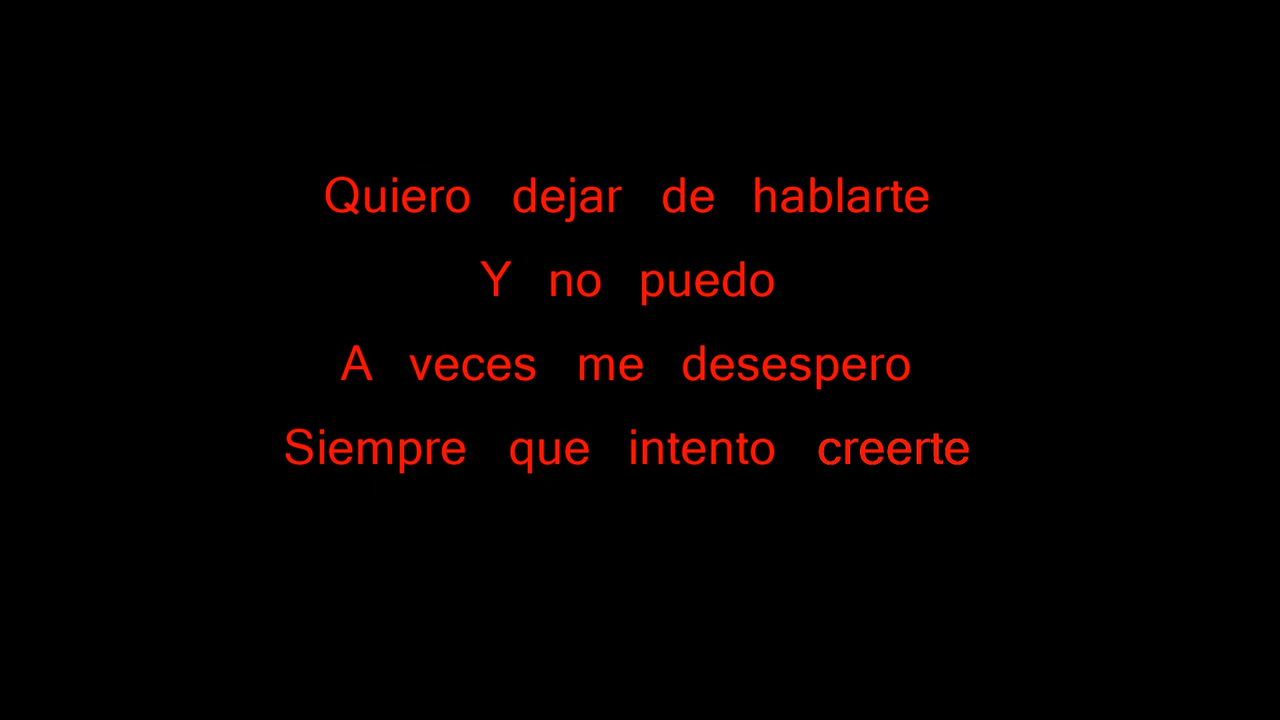 Quiero dejar de hablarte
Y no puedo
A veces me desespero
Siempre que intento creerte